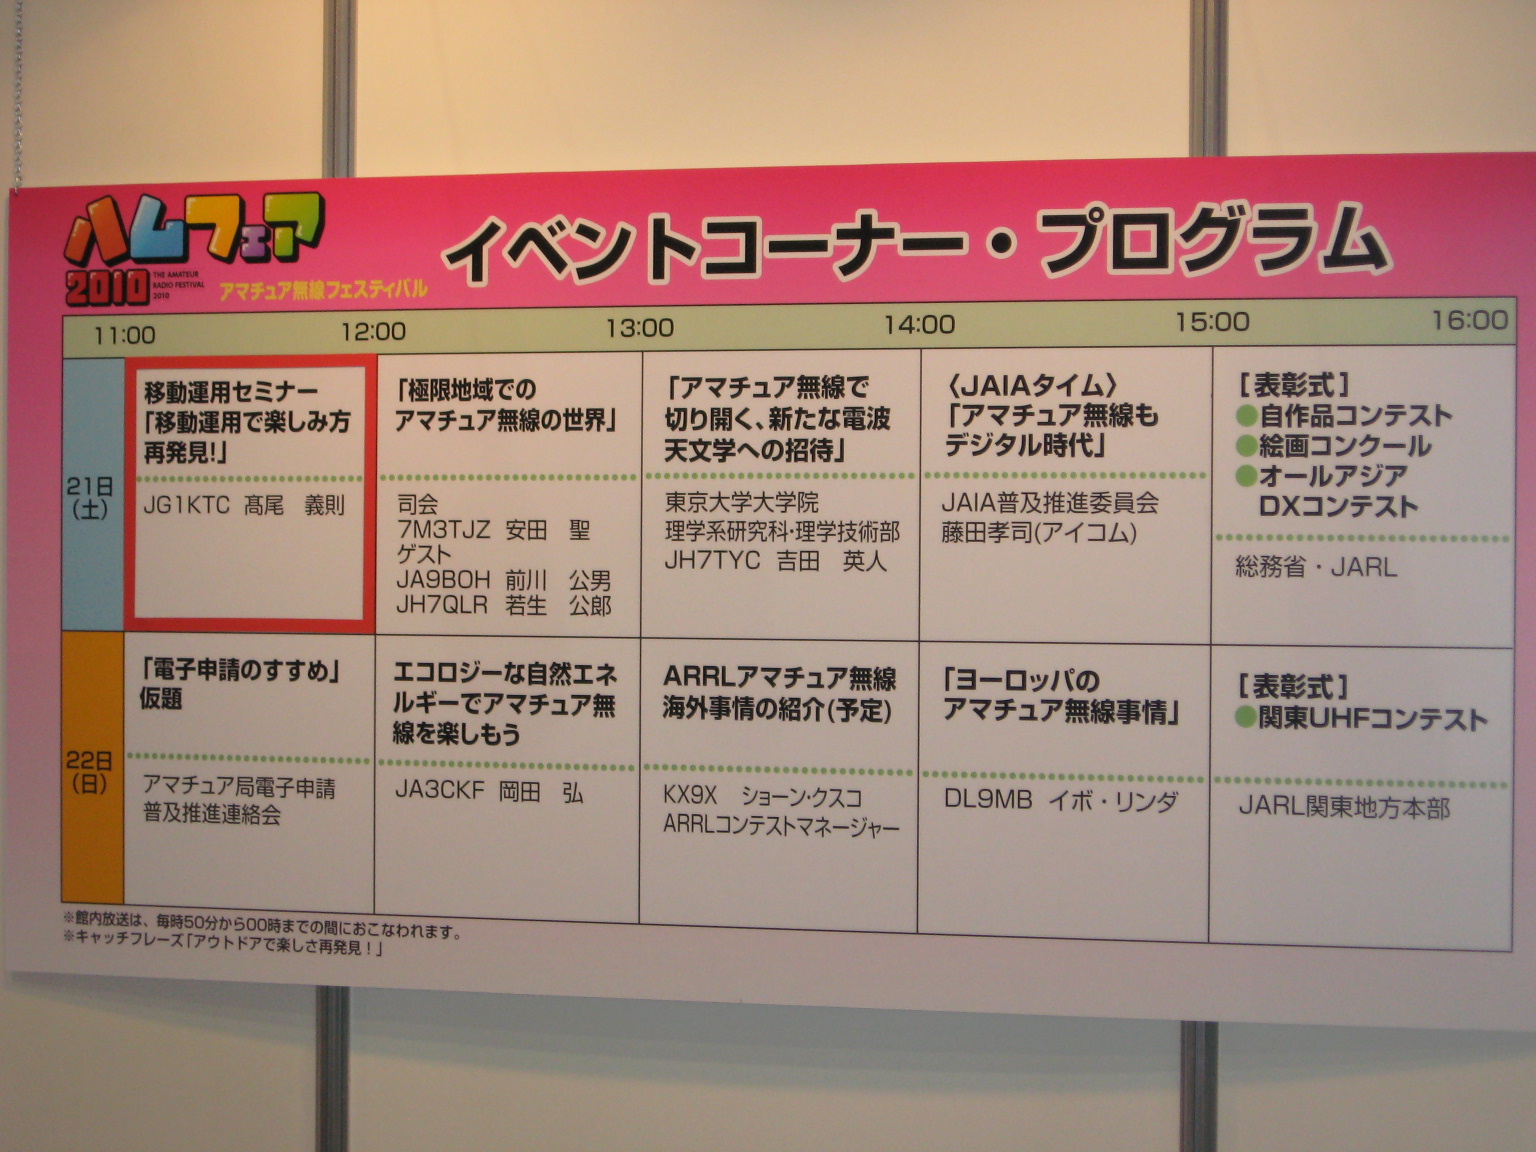 ハムフェア
2010
THE AMATEUR
RADIO FESTIVAL
2010
アマチュア無線フェスティバル
イベントコーナー・プログラム
11:00 12:00 13:00 14:00 15:00 16:00
21日
(土)
移動運用セミナー
「移動運用で楽しみ方
再発見!」
JG1KTC 髙尾 義則
「極限地域での
アマチュア無線の世界」
司会
7M3TJZ 安田 聖
ゲスト
JA9BOH 前川 公男
JH7QLR 若生 公郎
「アマチュア無線で
切り開く、新たな電波
天文学への招待」
東京大学大学院
理学系研究科・理学技術部
JH7TYC 吉田 英人
〈JAIAタイム〉
「アマチュア無線も
デジタル時代」
JAIA普及推進委員会
藤田孝司(アイコム)
[表彰式]
●自作品コンテスト
●絵画コンクール
●オールアジア
DXコンテスト
総務省・JARL
22日
(日)
「電子申請のすすめ」
仮題
アマチュア局電子申請
普及推進連絡会
エコロジーな自然エネ
ルギーでアマチュア無
線を楽しもう
JA3CKF 岡田 弘
ARRLアマチュア無線
海外事情の紹介(予定)
KX9X ショーン・クスコ
ARRLコンテストマネージャー
「ヨーロッパの
アマチュア無線事情」
DL9MB イボ・リンダ
[表彰式]
●関東UHFコンテスト
JARL関東地方本部
※館内放送は、毎時50分から00時までの間におこなわれます。
※キャッチフレーズ「アウトドアで楽しさ再発見!」